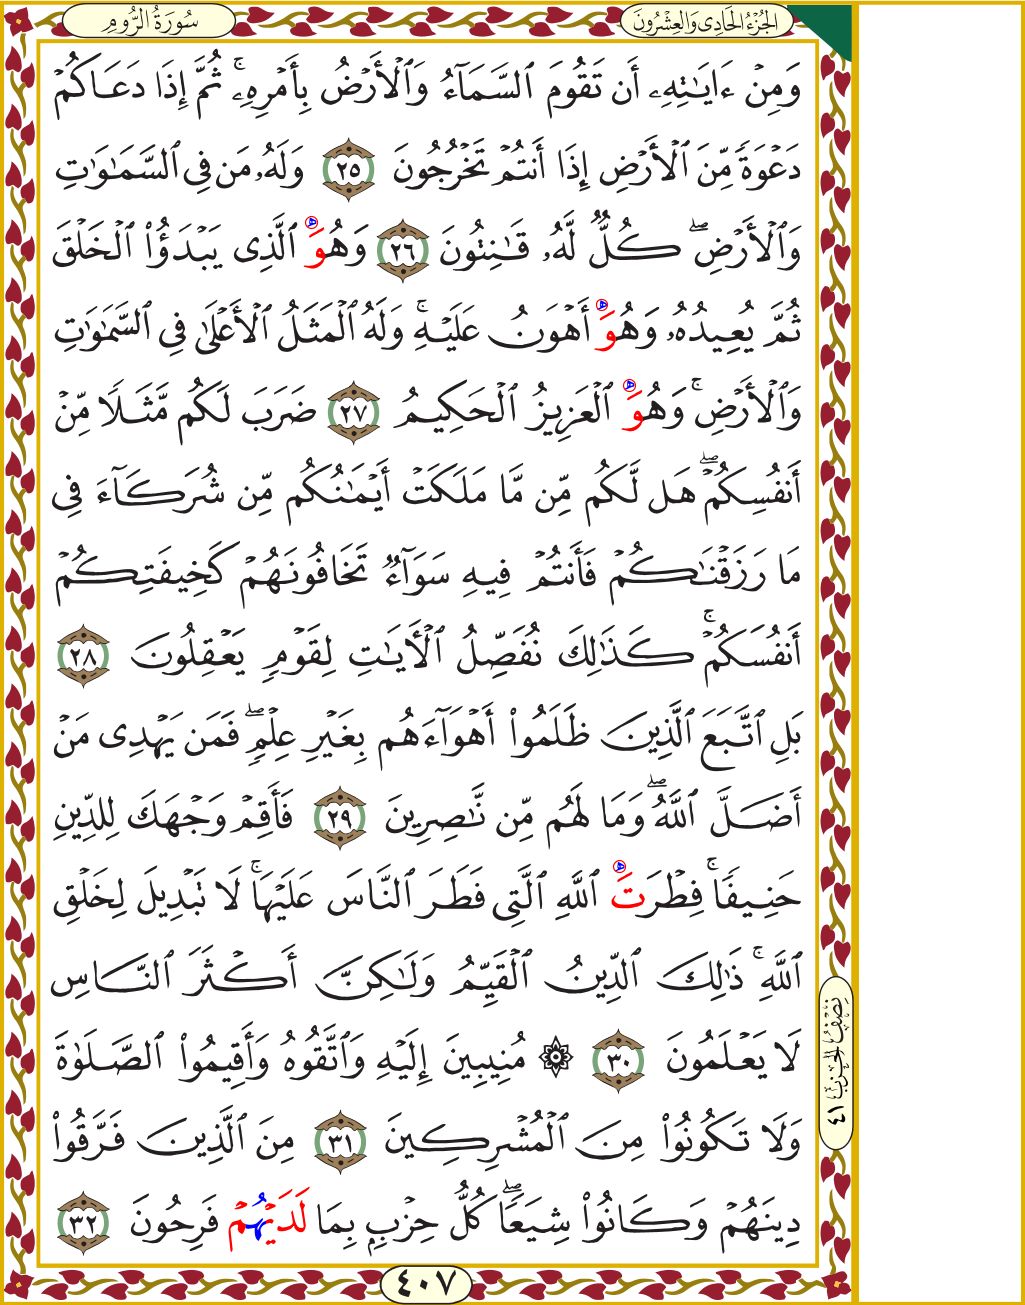 سُورَةُ الرُّومِ
الجُزْءُ الحَادِى وَالعِشْرُونَ
وَمِنْ ءَايَٰتِهِۦٓ أَن تَقُومَ ٱلسَّمَآءُ وَٱلْأَرْضُ بِأَمْرِهِۦۚ ثُمَّ إِذَا دَعَاكُمْ
دَعْوَةً مِّنَ ٱلْأَرْضِ إِذَآ أَنتُمْ تَخْرُجُونَ ٢٥ وَلَهُۥ مَن فِى ٱلسَّمَٰوَٰتِ
وَٱلْأَرْضِۖ كُلٌّ لَّهُۥ قَٰنِتُونَ ٢٦ وَهُوَ ٱلَّذِى يَبْدَؤُا۟ ٱلْخَلْقَ
ثُمَّ يُعِيدُهُۥ وَهُوَ أَهْوَنُ عَلَيْهِۚ وَلَهُ ٱلْمَثَلُ ٱلْأَعْلَىٰ فِى ٱلسَّمَٰوَٰتِ
وَٱلْأَرْضِۚ وَهُوَ ٱلْعَزِيزُ ٱلْحَكِيمُ ٢٧ ضَرَبَ لَكُم مَّثَلًا مِّنْ
أَنفُسِكُمْۖ هَل لَّكُم مِّن مَّا مَلَكَتْ أَيْمَٰنُكُم مِّن شُرَكَآءَ فِى
مَا رَزَقْنَٰكُمْ فَأَنتُمْ فِيهِ سَوَآءٌ تَخَافُونَهُمْ كَخِيفَتِكُمْ
أَنفُسَكُمْۚ كَذَٰلِكَ نُفَصِّلُ ٱلْأَيَٰتِ لِقَوْمٍ يَعْقِلُونَ ٢٨
بَلِ ٱتَّبَعَ ٱلَّذِينَ ظَلَمُوٓا۟ أَهْوَآءَهُم بِغَيْرِ عِلْمٍۖ فَمَن يَهْدِى مَنْ
أَضَلَّ ٱللَّهُۖ وَمَا لَهُم مِّن نَّٰصِرِينَ ٢٩ فَأَقِمْ وَجْهَكَ لِلدِّينِ
حَنِيفًاۚ فِطْرَتَ ٱللَّهِ ٱلَّتِى فَطَرَ ٱلنَّاسَ عَلَيْهَاۚ لَا تَبْدِيلَ لِخَلْقِ
ٱللَّهِۚ ذَٰلِكَ ٱلدِّينُ ٱلْقَيِّمُ وَلَٰكِنَّ أَكْثَرَ ٱلنَّاسِ
لَا يَعْلَمُونَ ٣٠ ۞ مُنِيبِينَ إِلَيْهِ وَٱتَّقُوهُ وَأَقِيمُوا۟ ٱلصَّلَوٰةَ
وَلَا تَكُونُوا۟ مِنَ ٱلْمُشْرِكِينَ ٣١ مِنَ ٱلَّذِينَ فَرَّقُوا۟
دِينَهُمْ وَكَانُوا۟ شِيَعًاۖ كُلُّ حِزْبٍۭ بِمَا لَدَيْهُمْ فَرِحُونَ ٣٢
نِصْفُ الحِزْبِ ٤١
٤٠٧